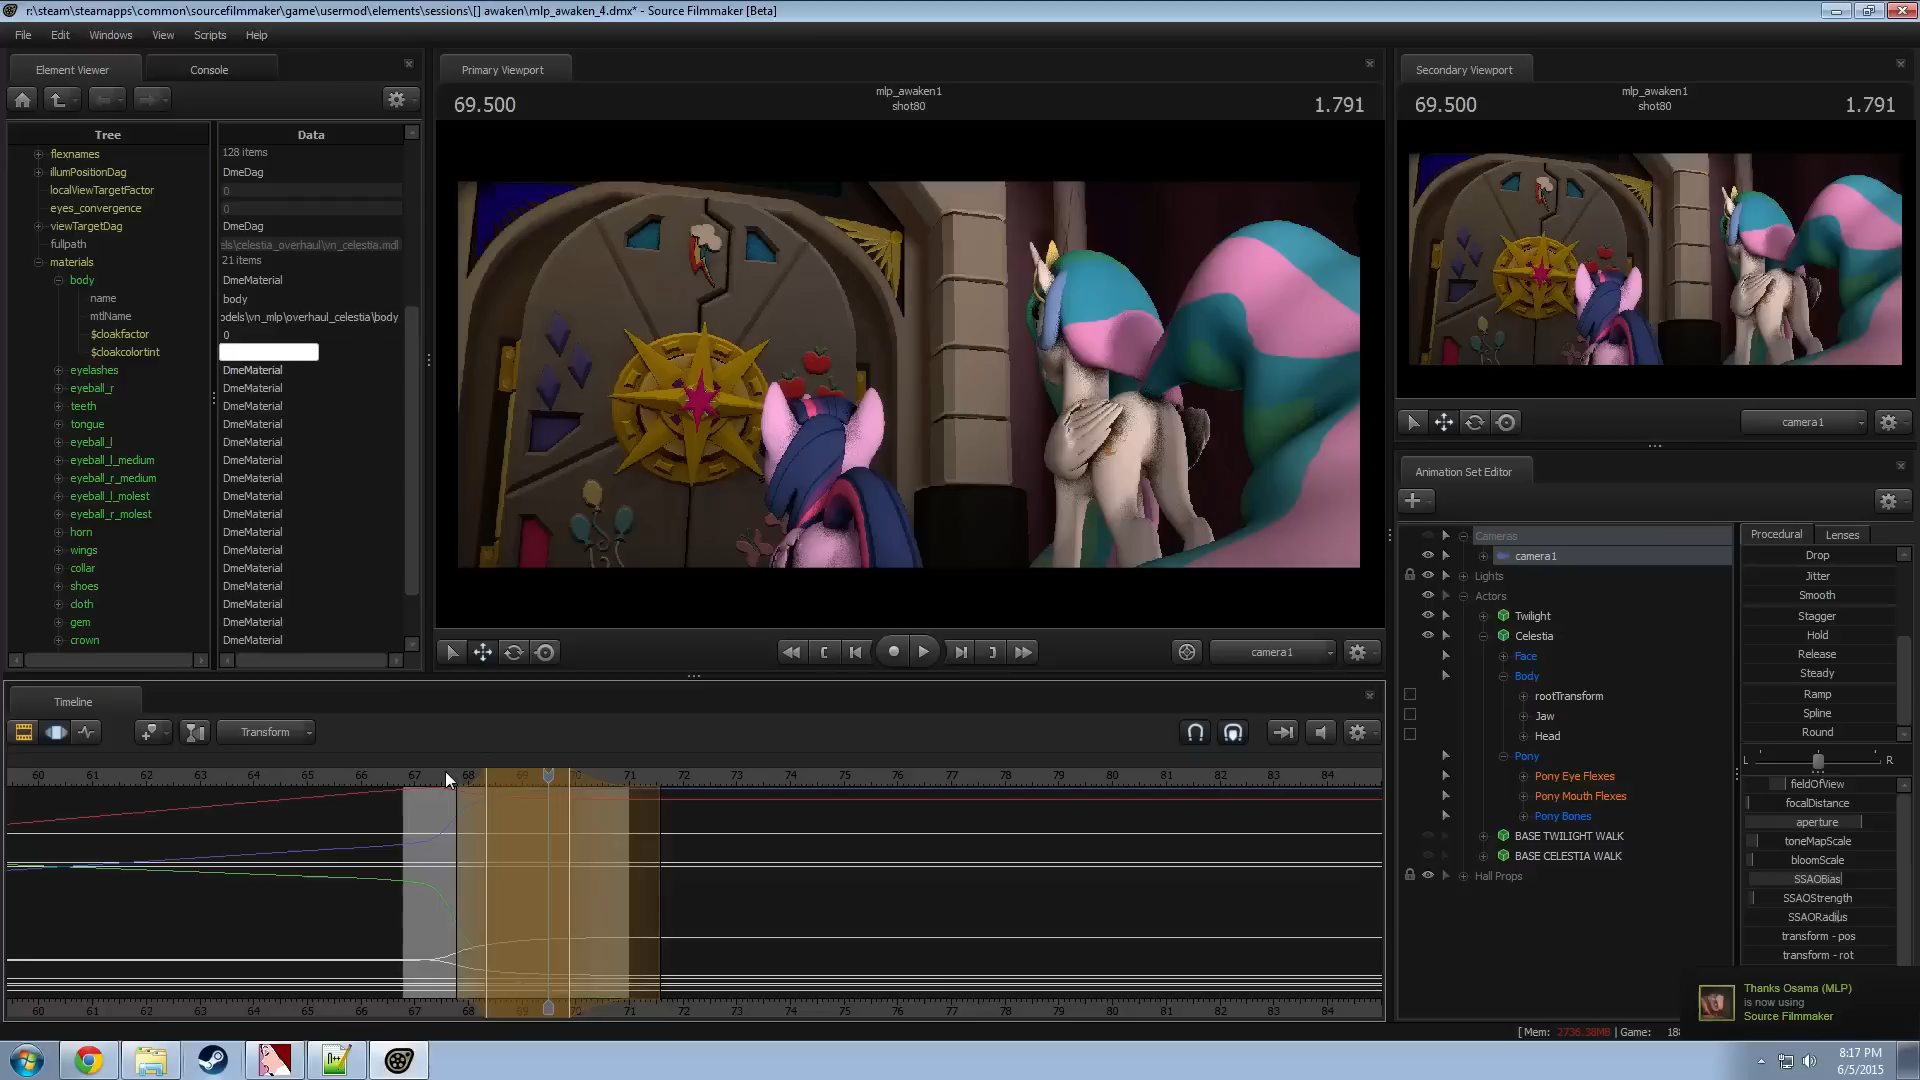 r:\steam\steamapps\common\sourcefilmmaker\game\usermod\elements\sessions\[] awaken\mlp_awaken_4.dmx* - Source Filmmaker [Beta]
File Edit Windows View Scripts Help
Element Viewer Console
Tree Data
flexnames 128 items
illumPositionDag DmeDag
localViewTargetFactor 0
eyes_convergence 0
viewTargetDag DmeDag
fullpath els\celestia_overhaul\vn_celestia.mdl
materials 21 items
body DmeMaterial
name body
mtlName odels\vn_mlp\overhaul_celestia\body
$cloakfactor 0
$cloakcolortint
eyelashes DmeMaterial
eyeball_r DmeMaterial
teeth DmeMaterial
tongue DmeMaterial
eyeball_l DmeMaterial
eyeball_l_medium DmeMaterial
eyeball_r_medium DmeMaterial
eyeball_l_molest DmeMaterial
eyeball_r_molest DmeMaterial
horn DmeMaterial
wings DmeMaterial
collar DmeMaterial
shoes DmeMaterial
cloth DmeMaterial
gem DmeMaterial
crown DmeMaterial
Primary Viewport
69.500 mlp_awaken1 1.791
shot80
camera1
Secondary Viewport
69.500 mlp_awaken1 1.791
shot80
camera1
Animation Set Editor
Cameras
camera1
Lights
Actors
Twilight
Celestia
Face
Body
rootTransform
Jaw
Head
Pony
Pony Eye Flexes
Pony Mouth Flexes
Pony Bones
BASE TWILIGHT WALK
BASE CELESTIA WALK
Hall Props
Procedural Lenses
Drop
Jitter
Smooth
Stagger
Hold
Release
Steady
Ramp
Spline
Round
L R
fieldOfView
focalDistance
aperture
toneMapScale
bloomScale
SSAOBias
SSAOStrength
SSAORadius
transform - pos
transform - rot
Timeline
Transform
60 61 62 63 64 65 66 67 68 69 70 71 72 73 74 75 76 77 78 79 80 81 82 83 84
60 61 62 63 64 65 66 67 68 69 70 71 72 73 74 75 76 77 78 79 80 81 82 83 84
Thanks Osama (MLP)
is now using
Source Filmmaker
[ Mem: 2736.38MB | Game: 188
8:17 PM
6/5/2015